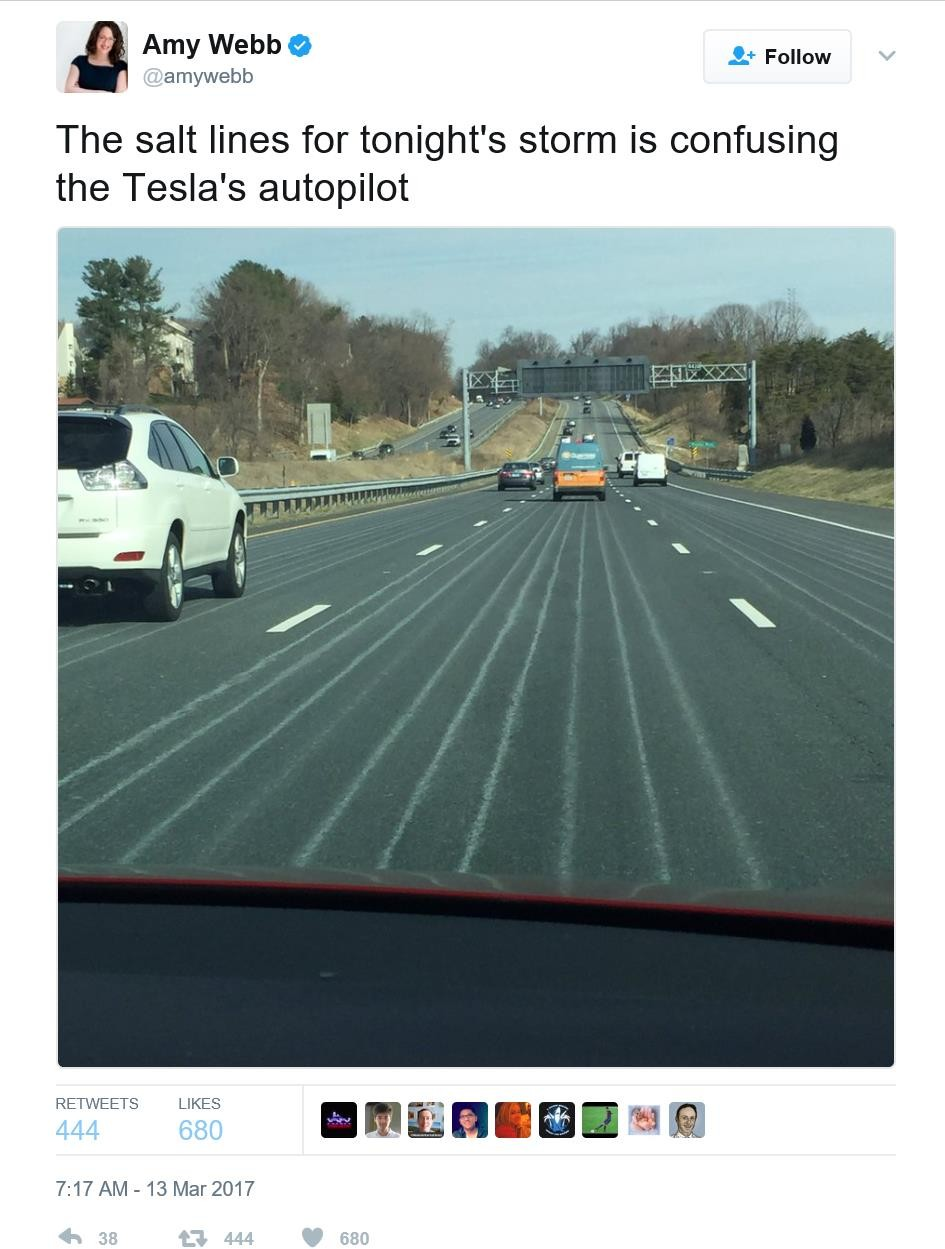 Amy Webb
@amywebb
Follow
The salt lines for tonight's storm is confusing
the Tesla's autopilot
RETWEETS LIKES
444 680
7:17 AM - 13 Mar 2017
38 444 680